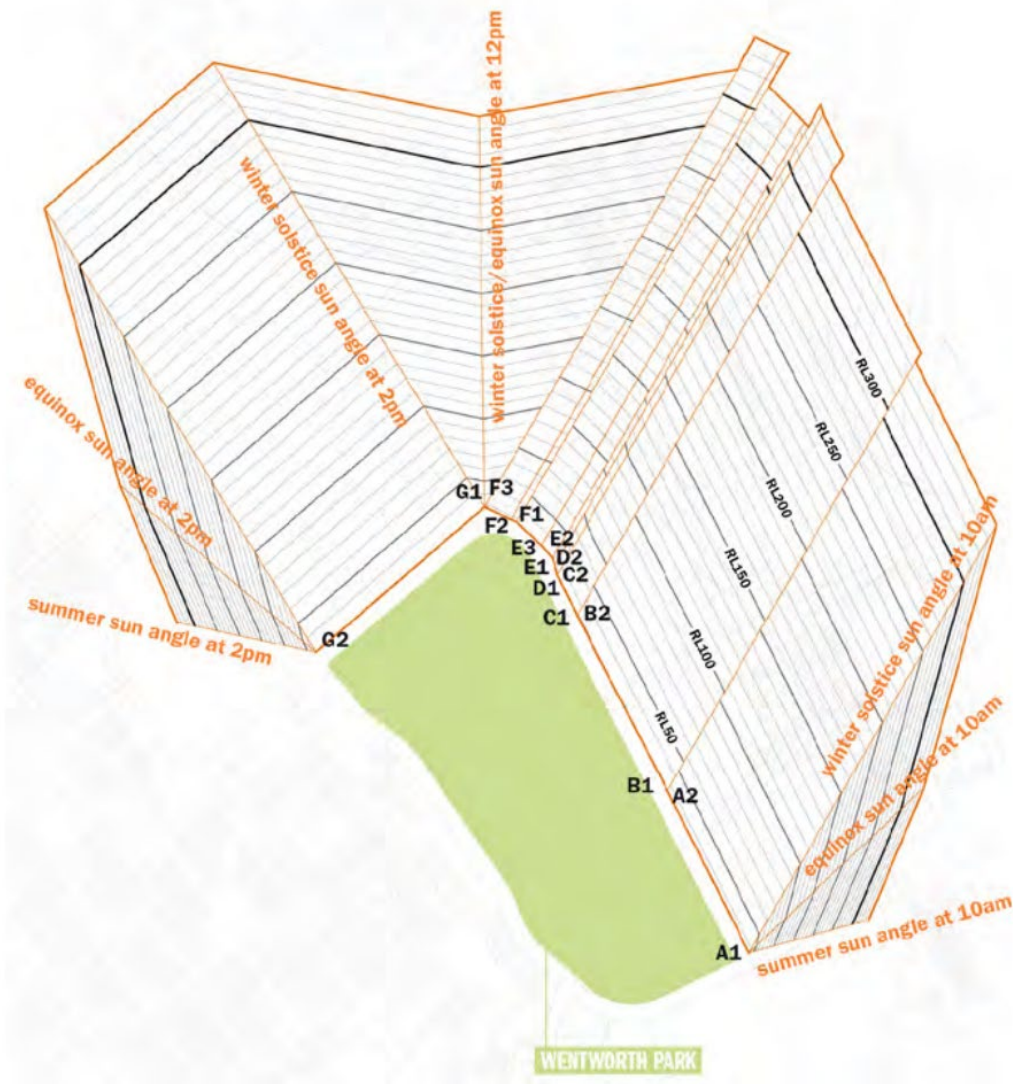 winter solstice/ equinox sun angle at 12pm
winter solstice sun angle at 2pm
equinox sun angle at 2pm
summer sun angle at 2pm
RL300
RL250
RL200
RL150
RL100
RL50
G1
F3
F2
F1
E3
E2
E1
D2
D1
C2
C1
B2
G2
B1
A2
A1
winter solstice sun angle at 10am
equinox sun angle at 10am
summer sun angle at 10am
WENTWORTH PARK